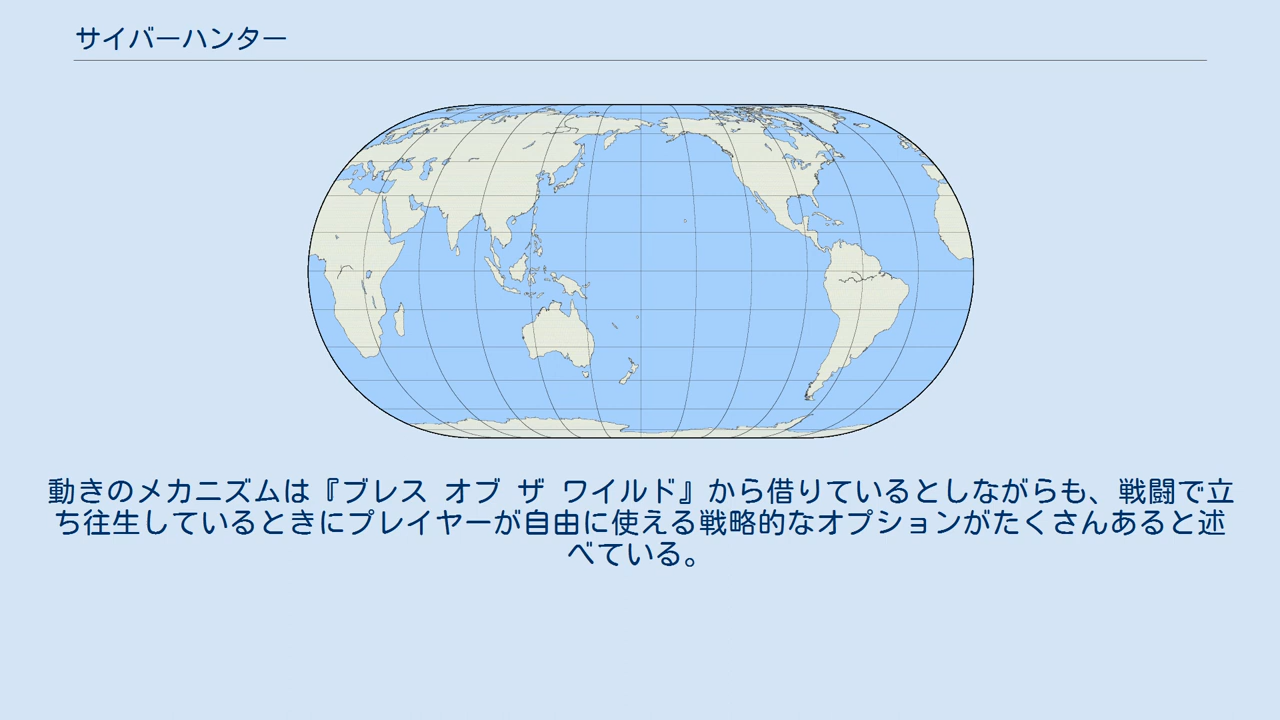 サイバーハンター
動きのメカニズムは『ブレス オブ ザ ワイルド』から借りているとしながらも、戦闘で立
ち往生しているときにプレイヤーが自由に使える戦略的なオプションがたくさんあると述
べている。